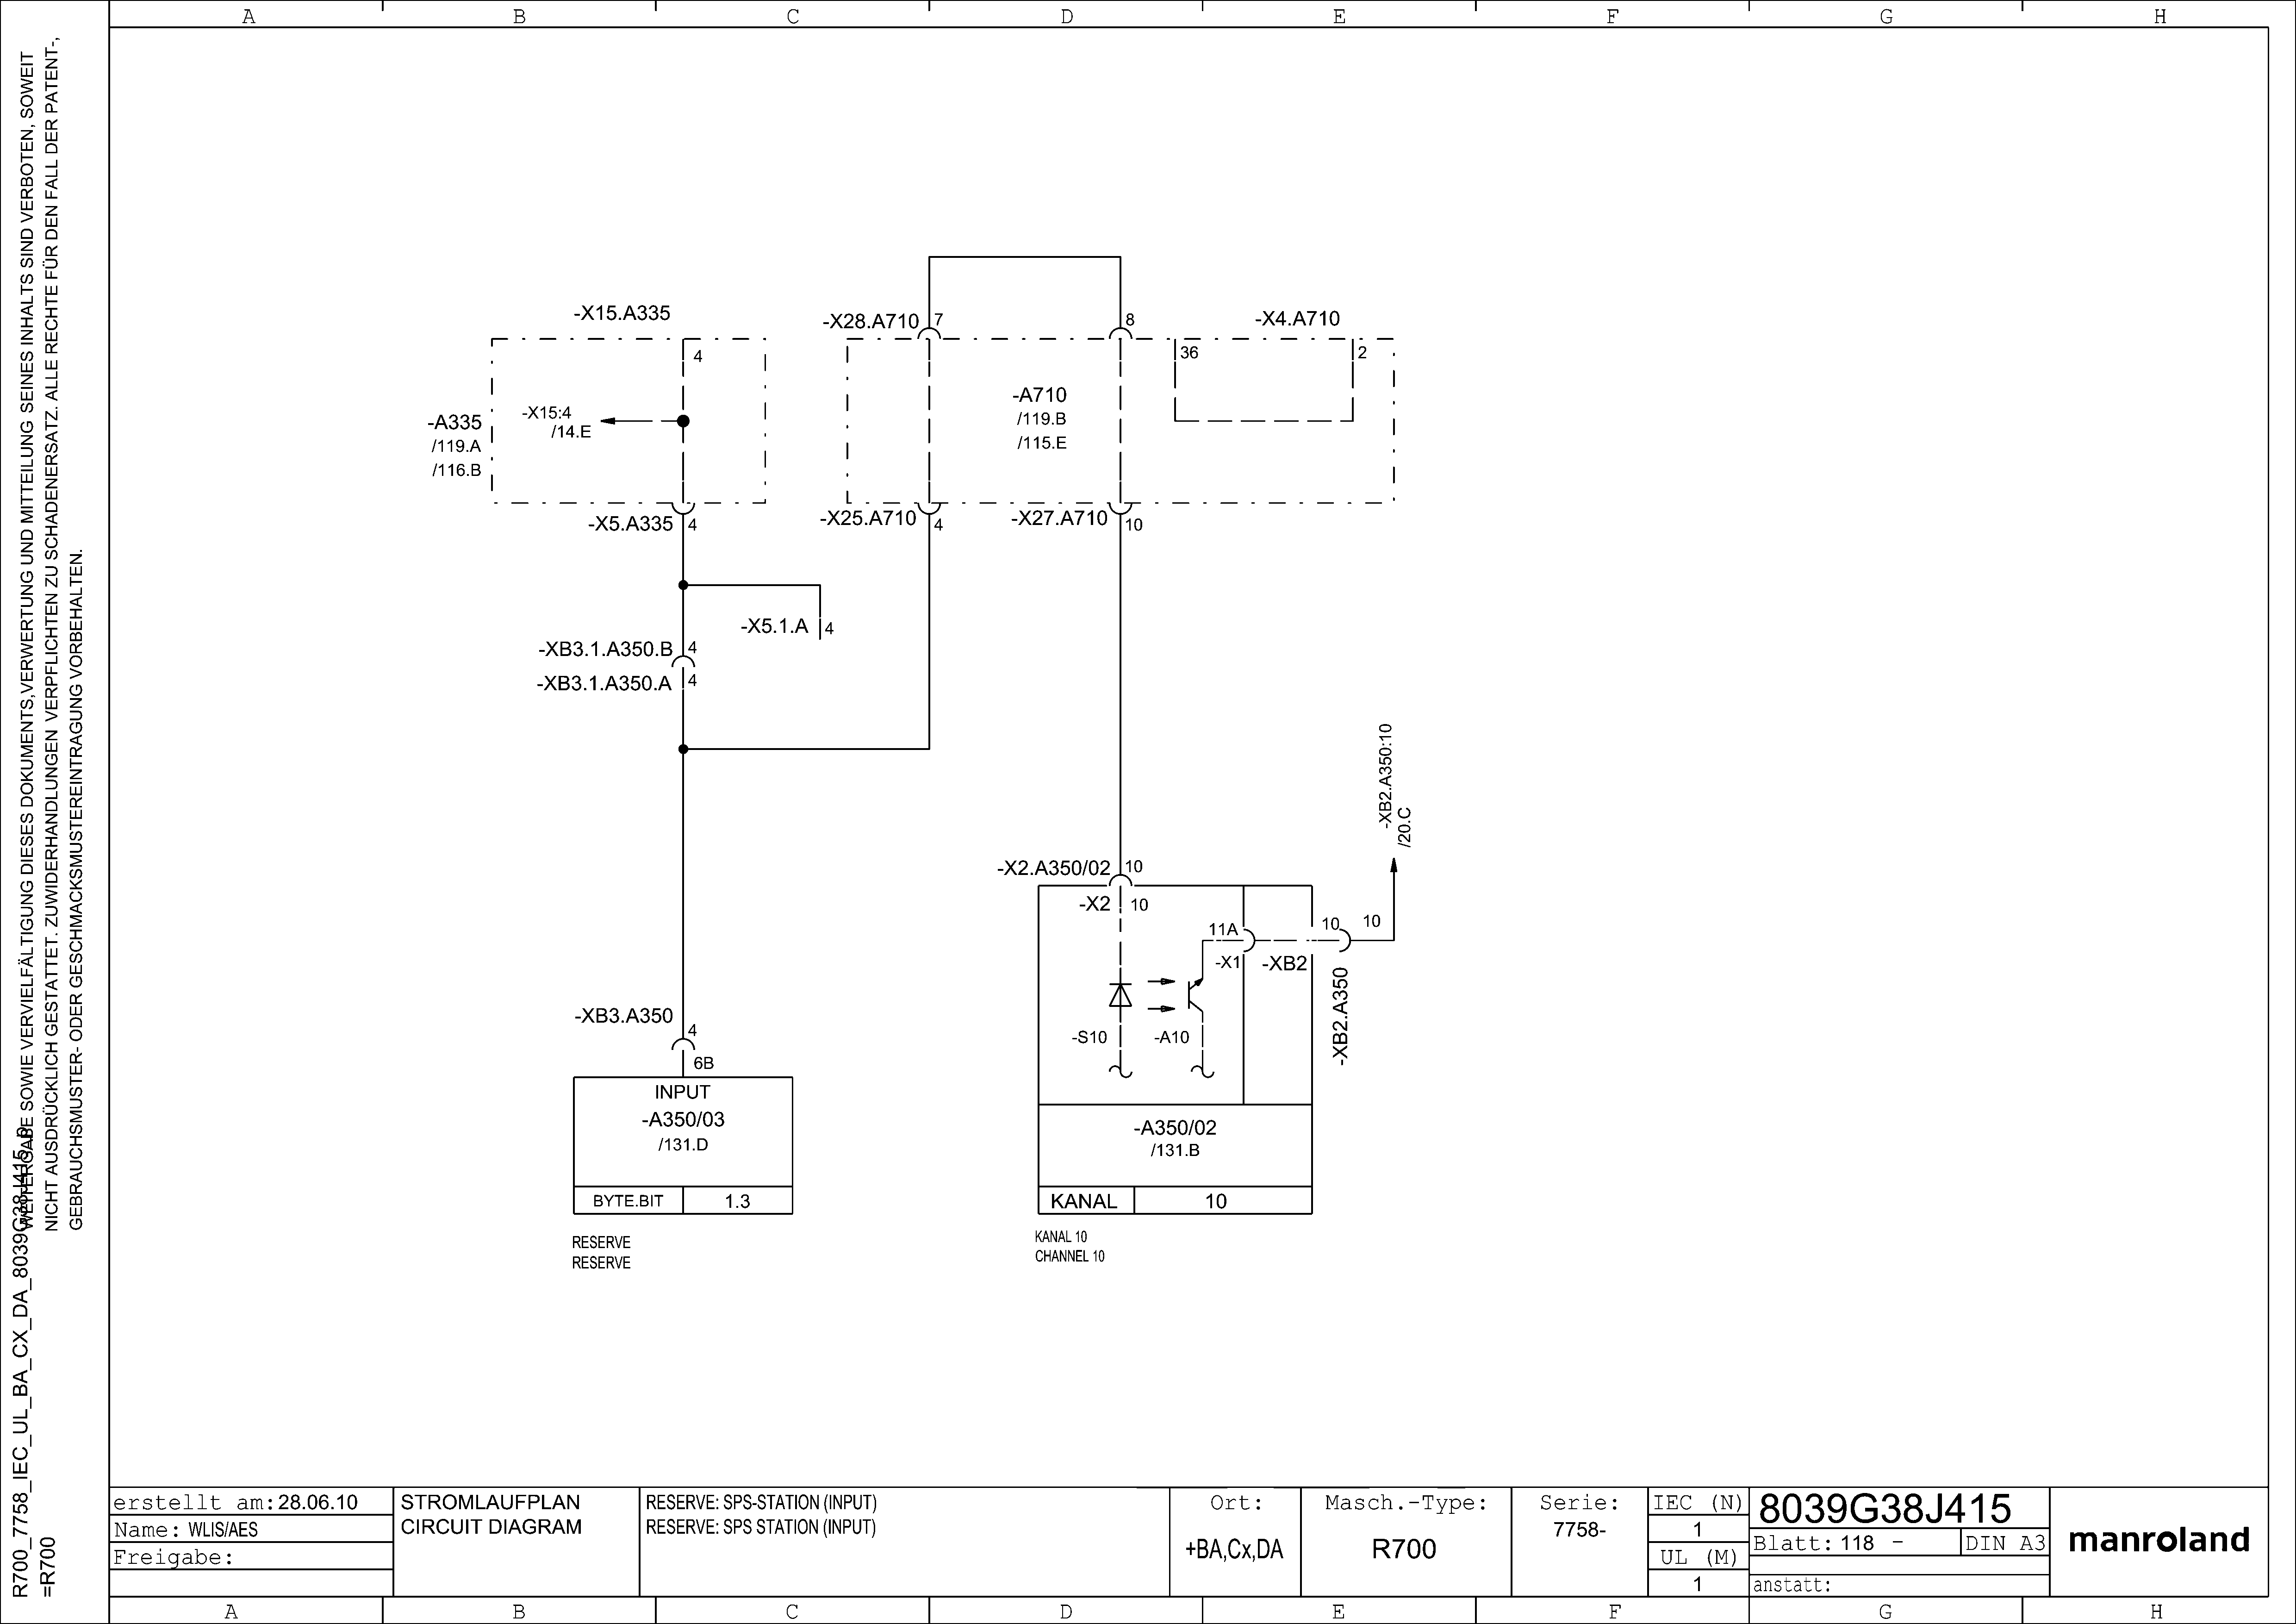 A B C D E F G H
WEITERGABE SOWIE VERVIELFÄLTIGUNG DIESES DOKUMENTS,VERWERTUNG UND MITTEILUNG SEINES INHALTS SIND VERBOTEN, SOWEIT
NICHT AUSDRÜCKLICH GESTATTET. ZUWIDERHANDLUNGEN VERPFLICHTEN ZU SCHADENERSATZ. ALLE RECHTE FÜR DEN FALL DER PATENT-,
GEBRAUCHSMUSTER- ODER GESCHMACKSMUSTEREINTRAGUNG VORBEHALTEN.
=R700
-X15.A335
4
-X28.A710 7
8
-X4.A710
36
2
-A335
/119.A
/116.B
-X15:4
/14.E
-A710
/119.B
/115.E
-X5.A335 4
-X25.A710 4
-X27.A710 10
-X5.1.A 4
-XB3.1.A350.B 4
-XB3.1.A350.A 4
-XB2.A350:10
/20.C
-X2.A350/02 10
-X2 10
11A
-X1
-XB2
10
10
-XB2.A350
-S10
-A10
-XB3.A350
4
6B
INPUT
-A350/03
/131.D
BYTE.BIT 1.3
RESERVE
RESERVE
-A350/02
/131.B
KANAL 10
KANAL 10
CHANNEL 10
erstellt am: 28.06.10
Name: WLIS/AES
Freigabe:
STROMLAUFPLAN
CIRCUIT DIAGRAM
RESERVE: SPS-STATION (INPUT)
RESERVE: SPS STATION (INPUT)
Ort:
+BA,Cx,DA
Masch.-Type:
R700
Serie:
7758-
IEC (N)
1
UL (M)
1
8039G38J415
Blatt: 118 -
DIN A3
anstatt:
manroland
A B C D E F G H